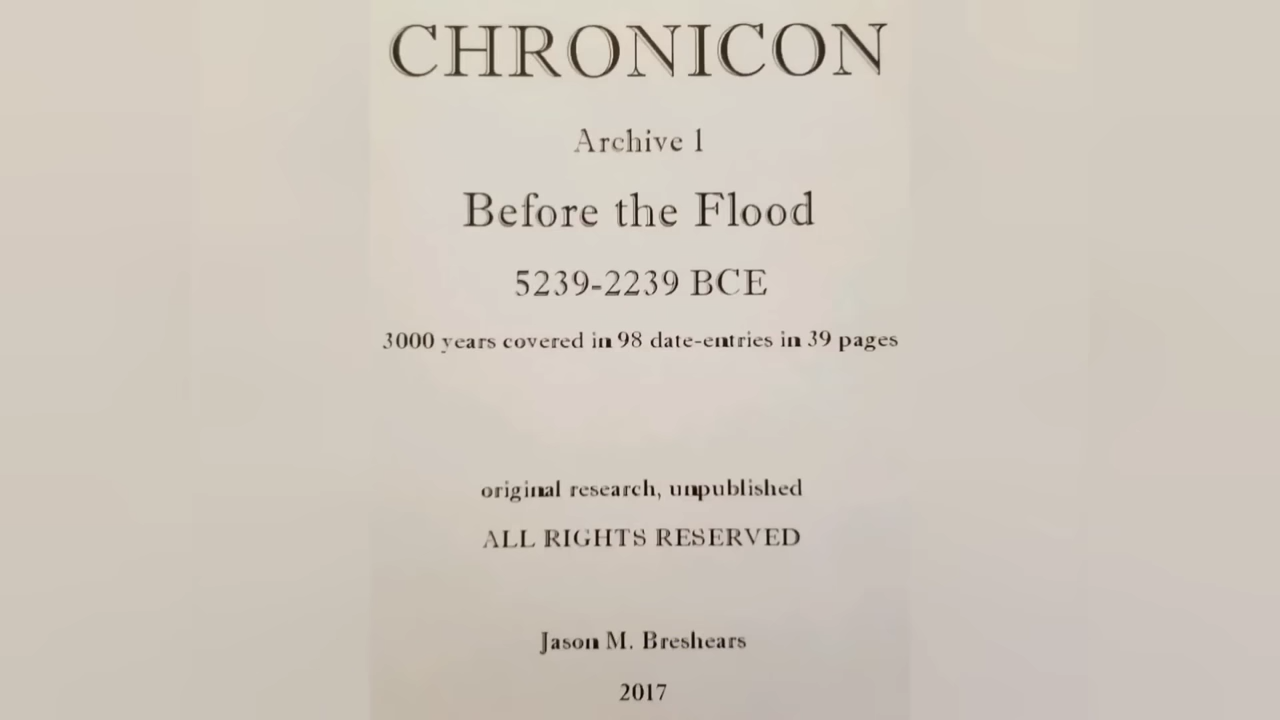 CHRONICON
Archive 1
Before the Flood
5239-2239 BCE
3000 years covered in 98 date-entries in 39 pages
original research, unpublished
ALL RIGHTS RESERVED
Jason M. Breshears
2017